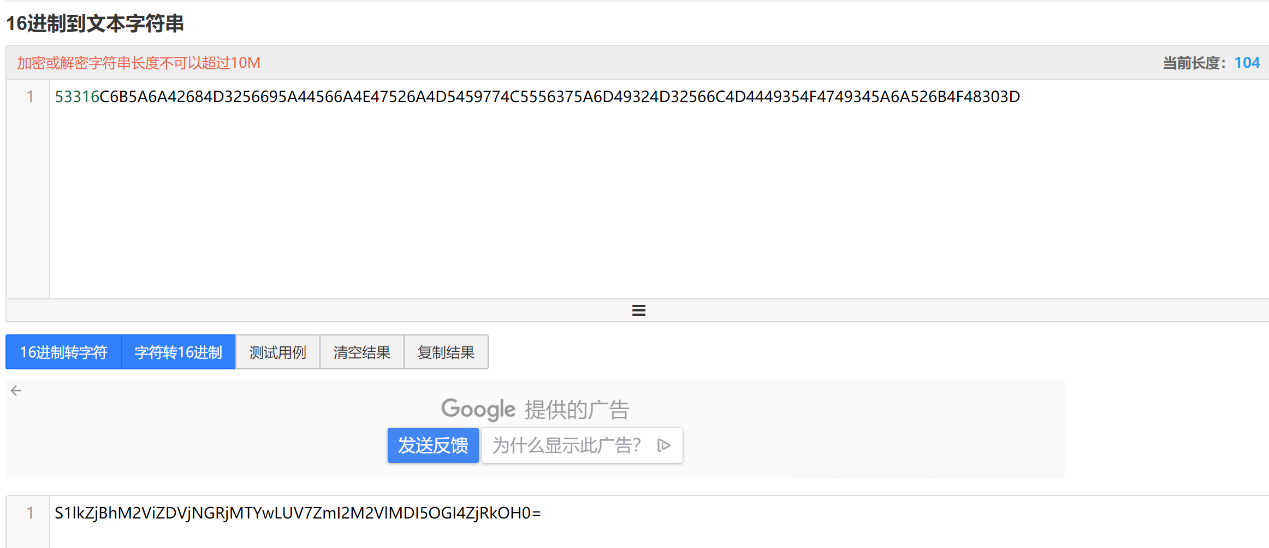 16进制到文本字符串
加密或解密字符串长度不可以超过10M 当前长度：104
1 53316C6B5A6A42684D3256695A44566A4E47526A4D5459774C5556375A6D49324D32566C4D4449354F4749345A6A526B4F48303D
16进制转字符 字符转16进制 测试用例 清空结果 复制结果
Google 提供的广告
发送反馈 为什么显示此广告?
1 S1lkZjBhM2ViZDVjNGRjMTYwLUV7ZmI2M2VlMDI5OGI4ZjRkOH0=